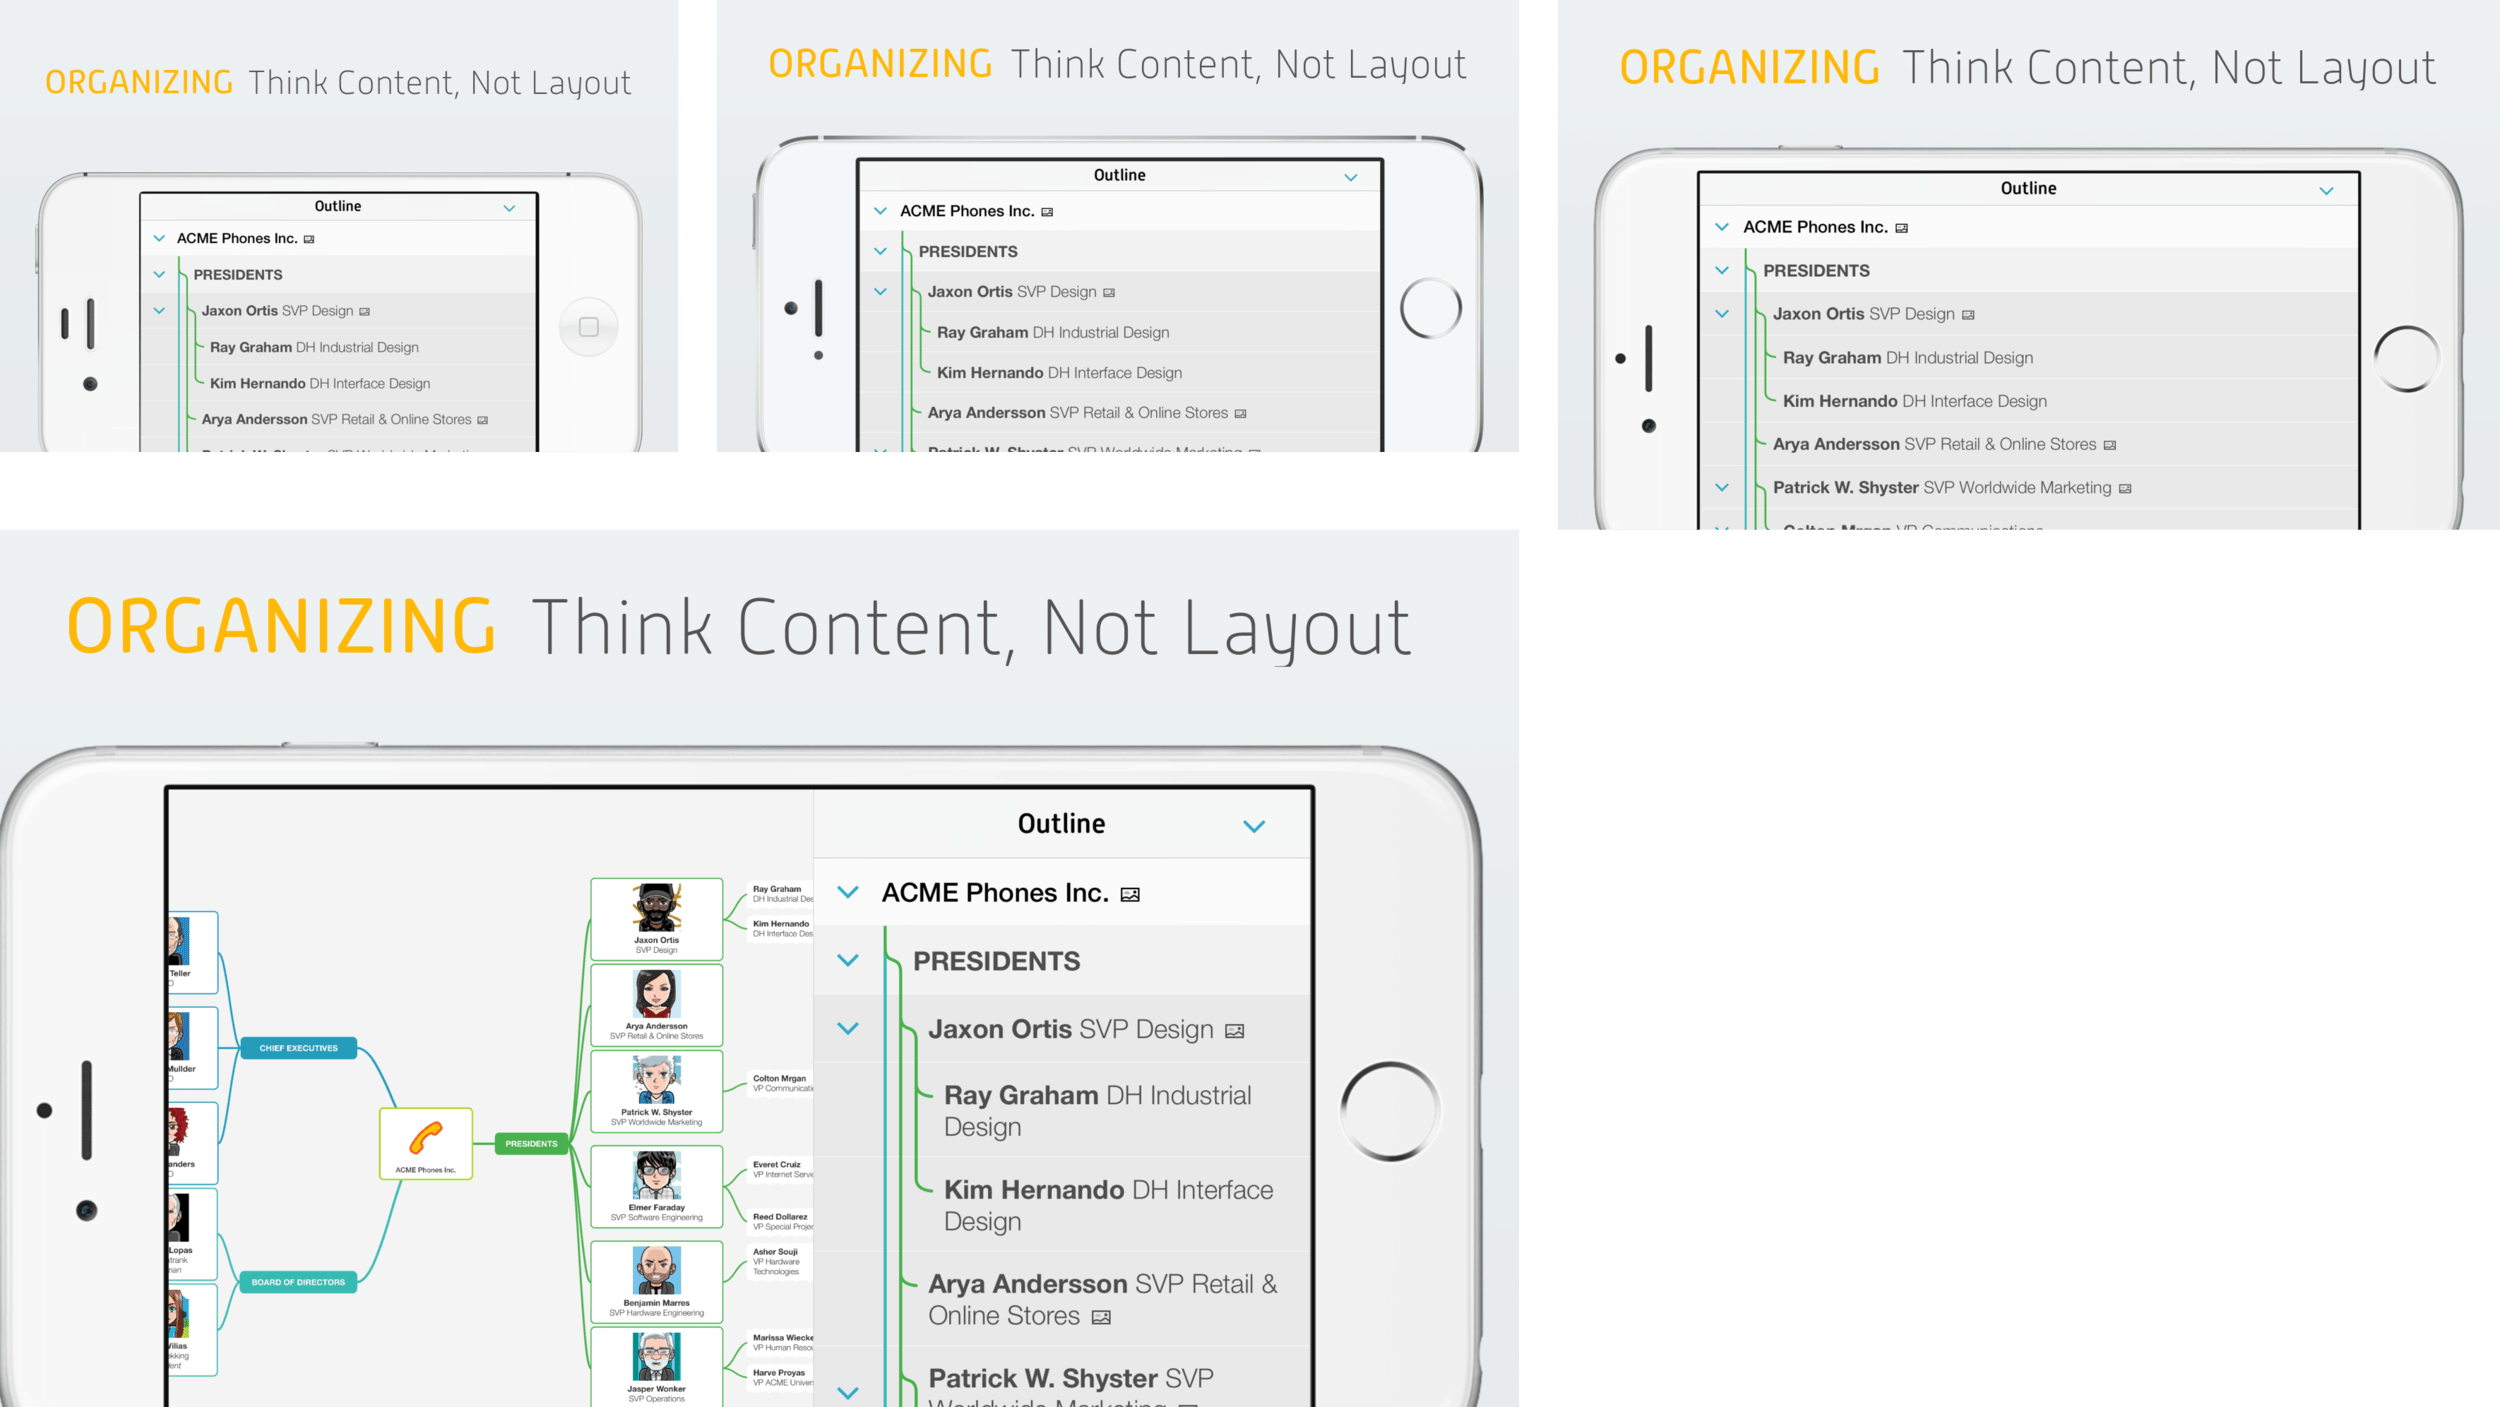 ORGANIZING Think Content, Not Layout
Outline
ACME Phones Inc.
PRESIDENTS
Jaxon Ortis SVP Design
Ray Graham DH Industrial Design
Kim Hernando DH Interface Design
Arya Andersson SVP Retail & Online Stores
ORGANIZING Think Content, Not Layout
Outline
ACME Phones Inc.
PRESIDENTS
Jaxon Ortis SVP Design
Ray Graham DH Industrial Design
Kim Hernando DH Interface Design
Arya Andersson SVP Retail & Online Stores
Patrick W. Shyster SVP Worldwide Marketing
ORGANIZING Think Content, Not Layout
Outline
ACME Phones Inc.
PRESIDENTS
Jaxon Ortis SVP Design
Ray Graham DH Industrial Design
Kim Hernando DH Interface Design
Arya Andersson SVP Retail & Online Stores
Patrick W. Shyster SVP Worldwide Marketing
Colton Mrgan VP Communications
ORGANIZING Think Content, Not Layout
Teller
Mullder
anders
Lopas
CHIEF EXECUTIVES
BOARD OF DIRECTORS
ACME Phones Inc.
PRESIDENTS
Jaxon Ortis
SVP Design
Arya Andersson
SVP Retail & Online Stores
Patrick W. Shyster
SVP Worldwide Marketing
Elmer Faraday
SVP Software Engineering
Benjamin Marres
SVP Hardware Engineering
Jasper Wonker
SVP Operations
Ray Graham
DH Industrial Des
Kim Hernando
DH Interface Des
Colton Mrgan
VP Communicati
Everet Cruiz
VP Internet Servi
Reed Dollarez
VP Special Projec
Asher Souji
VP Hardware
Technologies
Marissa Wiecke
VP Human Resou
Harve Proyas
VP ACME Univer
Outline
ACME Phones Inc.
PRESIDENTS
Jaxon Ortis SVP Design
Ray Graham DH Industrial
Design
Kim Hernando DH Interface
Design
Arya Andersson SVP Retail &
Online Stores
Patrick W. Shyster SVP
Worldwide Marketing